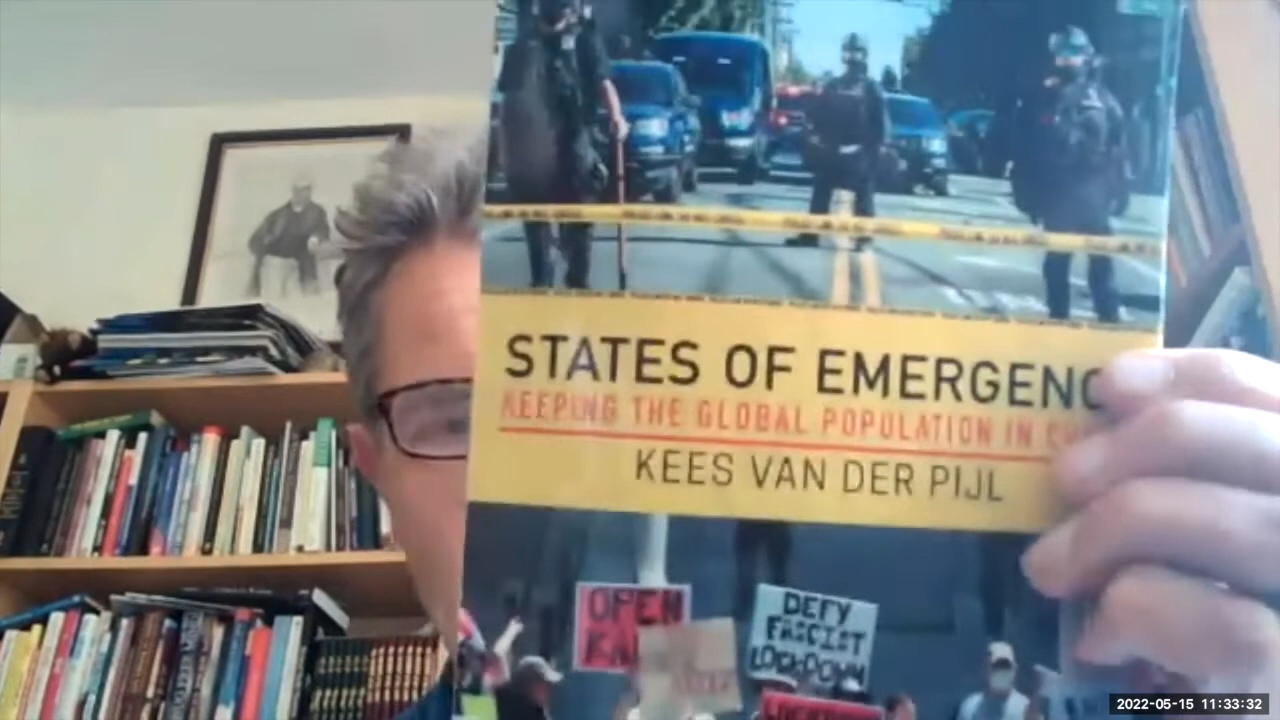 STATES OF EMERGENC
KEEPING THE GLOBAL POPULATION IN
KEES VAN DER PIJL
OPEN
DEFY
FASCIST
LOCKDOWN
2022-05-15 11:33:32